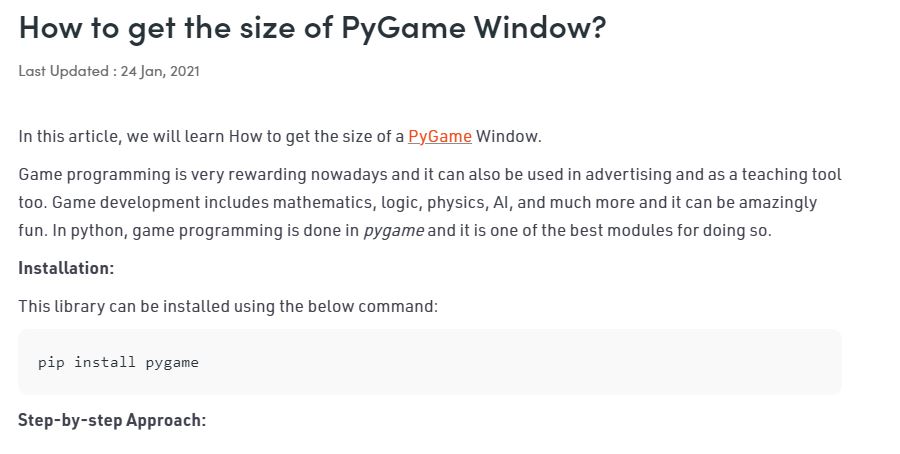 How to get the size of PyGame Window?
Last Updated : 24 Jan, 2021
In this article, we will learn How to get the size of a PyGame Window.
Game programming is very rewarding nowadays and it can also be used in advertising and as a teaching tool
too. Game development includes mathematics, logic, physics, AI, and much more and it can be amazingly
fun. In python, game programming is done in pygame and it is one of the best modules for doing so.
Installation:
This library can be installed using the below command:
pip install pygame
Step-by-step Approach: